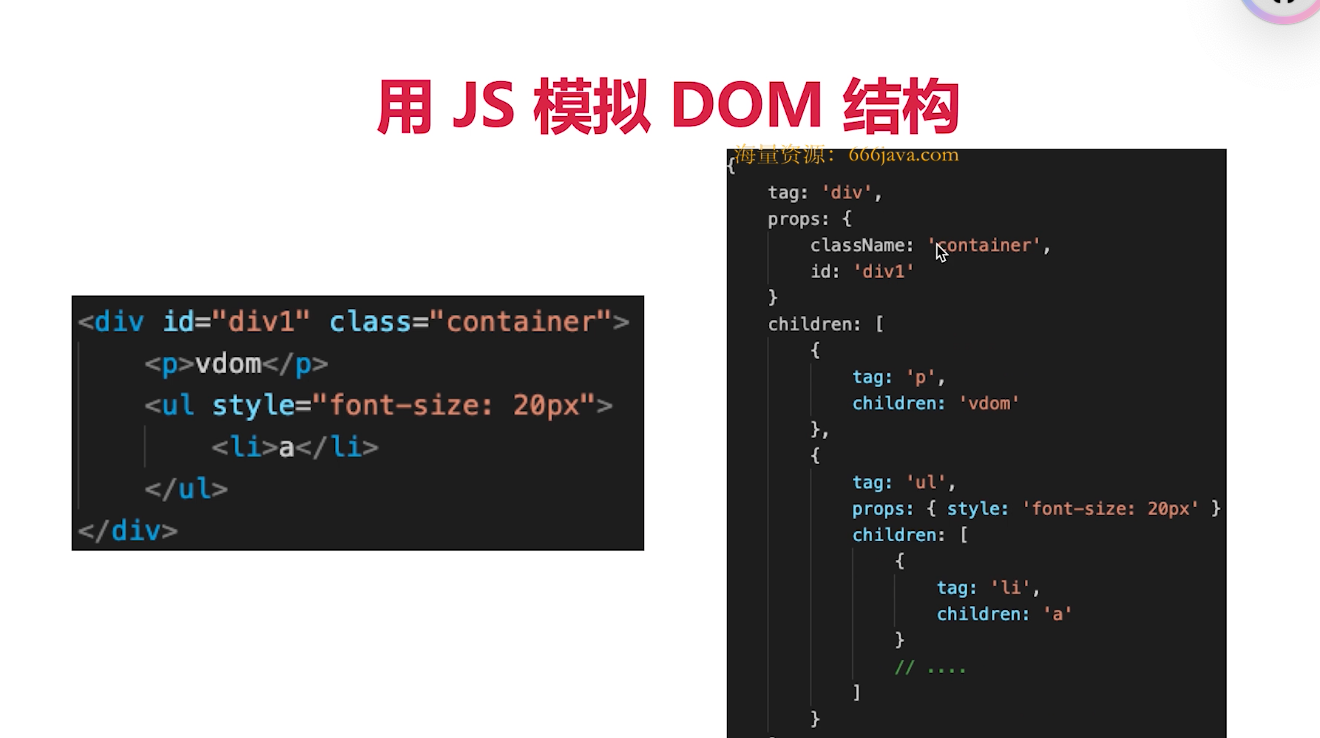 用 JS 模拟 DOM 结构
<div id="div1" class="container">
<p>vdom</p>
<ul style="font-size: 20px">
<li>a</li>
</ul>
</div>
海量资源：666java.com
{
tag: 'div',
props: {
className: 'container',
id: 'div1'
}
children: [
{
tag: 'p',
children: 'vdom'
},
{
tag: 'ul',
props: { style: 'font-size: 20px' }
children: [
{
tag: 'li',
children: 'a'
}
// ....
]
}